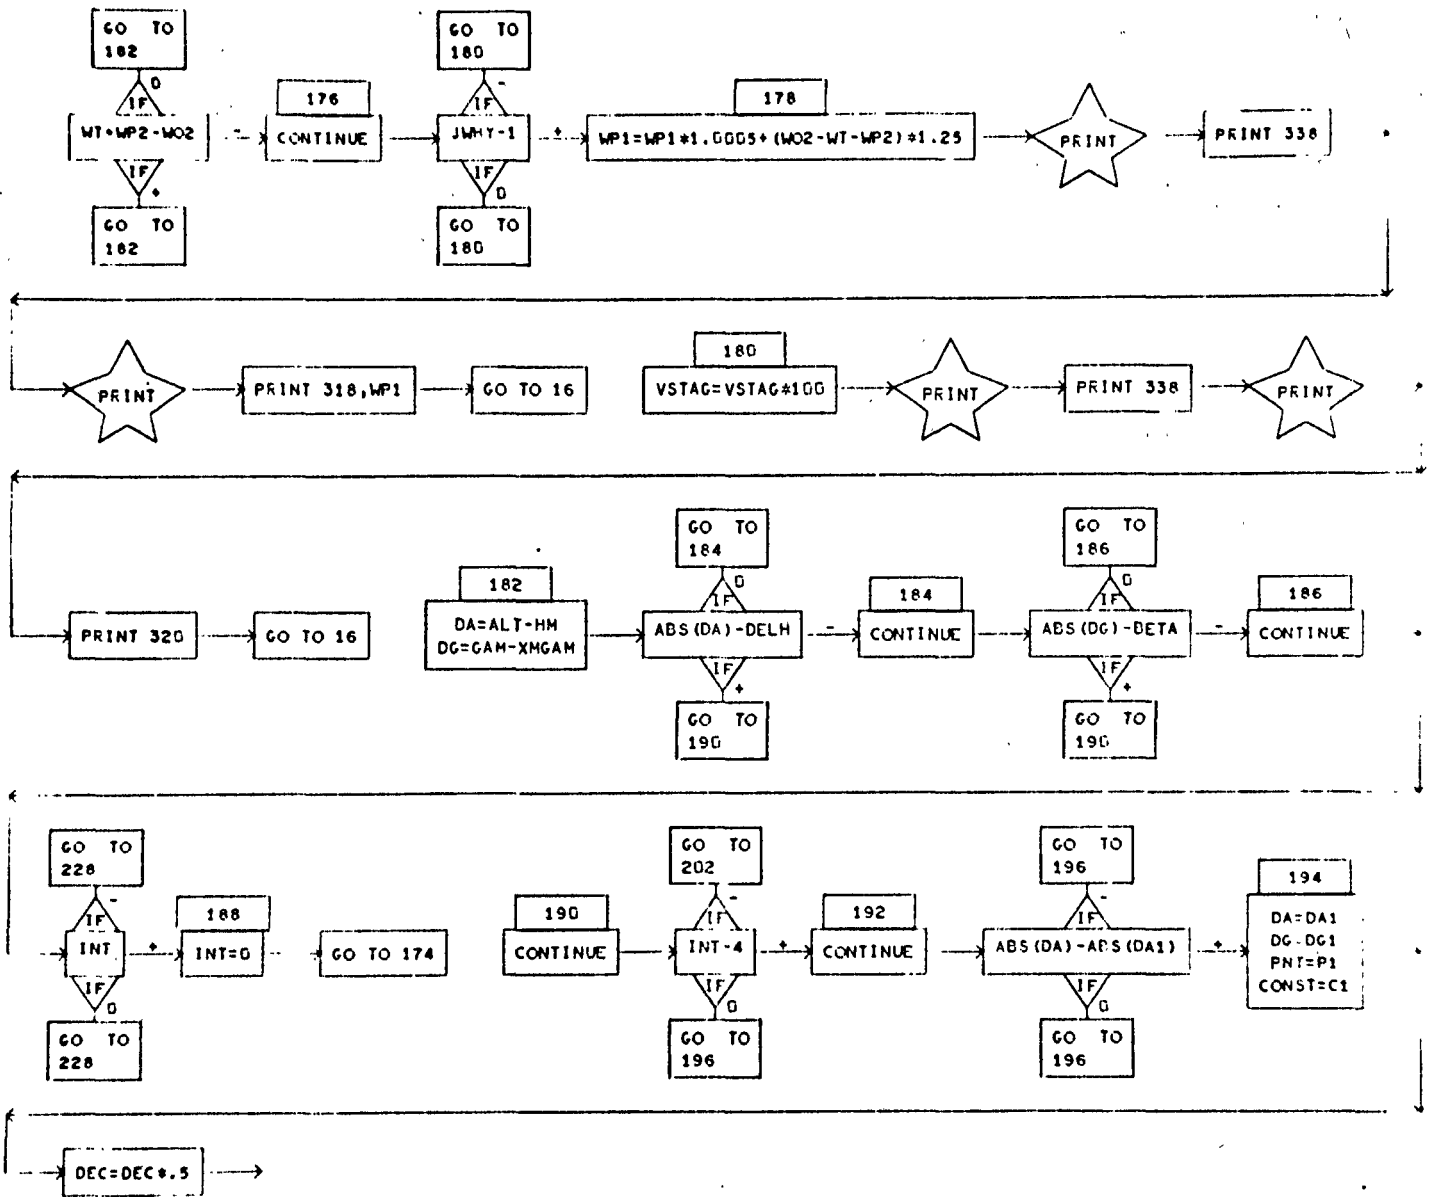 GO TO
182
0
IF
WT+WP2-WO2
IF
+
GO TO
182
-
176
CONTINUE
GO TO
180
-
IF
JWHY-1
IF
0
GO TO
180
+
178
WP1=WP1*1.0005+(WO2-WT-WP2)*1.25
PRINT
PRINT 338
PRINT
PRINT 318,WP1
GO TO 16
180
VSTAG=VSTAG*100
PRINT
PRINT 338
PRINT
PRINT 320
GO TO 16
182
DA=ALT-HM
DG=GAM-XMGAM
GO TO
184
0
IF
ABS(DA)-DELH
IF
+
GO TO
190
-
184
CONTINUE
GO TO
186
0
IF
ABS(DG)-BETA
IF
+
GO TO
190
-
186
CONTINUE
GO TO
228
-
IF
INT
IF
0
GO TO
228
+
188
INT=0
GO TO 174
190
CONTINUE
GO TO
202
-
IF
INT-4
IF
0
GO TO
196
+
192
CONTINUE
GO TO
196
-
IF
ABS(DA)-ABS(DA1)
IF
0
GO TO
196
+
194
DA=DA1
DG=DG1
PNT=P1
CONST=C1
DEC=DEC*.5